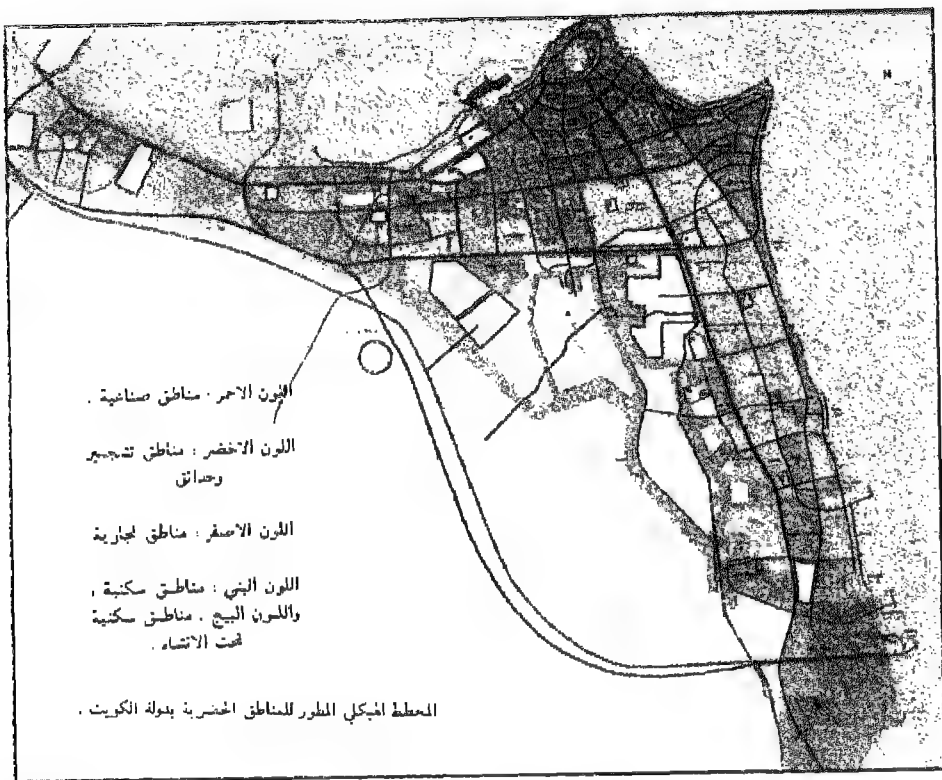 اللون الاحمر . مناطق صناعية .
اللون الاخضر : مناطق تشجير
وحدائق
اللون الاصفر : مناطق تجارية
اللون البني : مناطق سكنية ,
واللون البيج . مناطق سكنية
تحت الانشاء .
المخطط الهيكلي المطور للمناطق الحضرية بدولة الكويت .